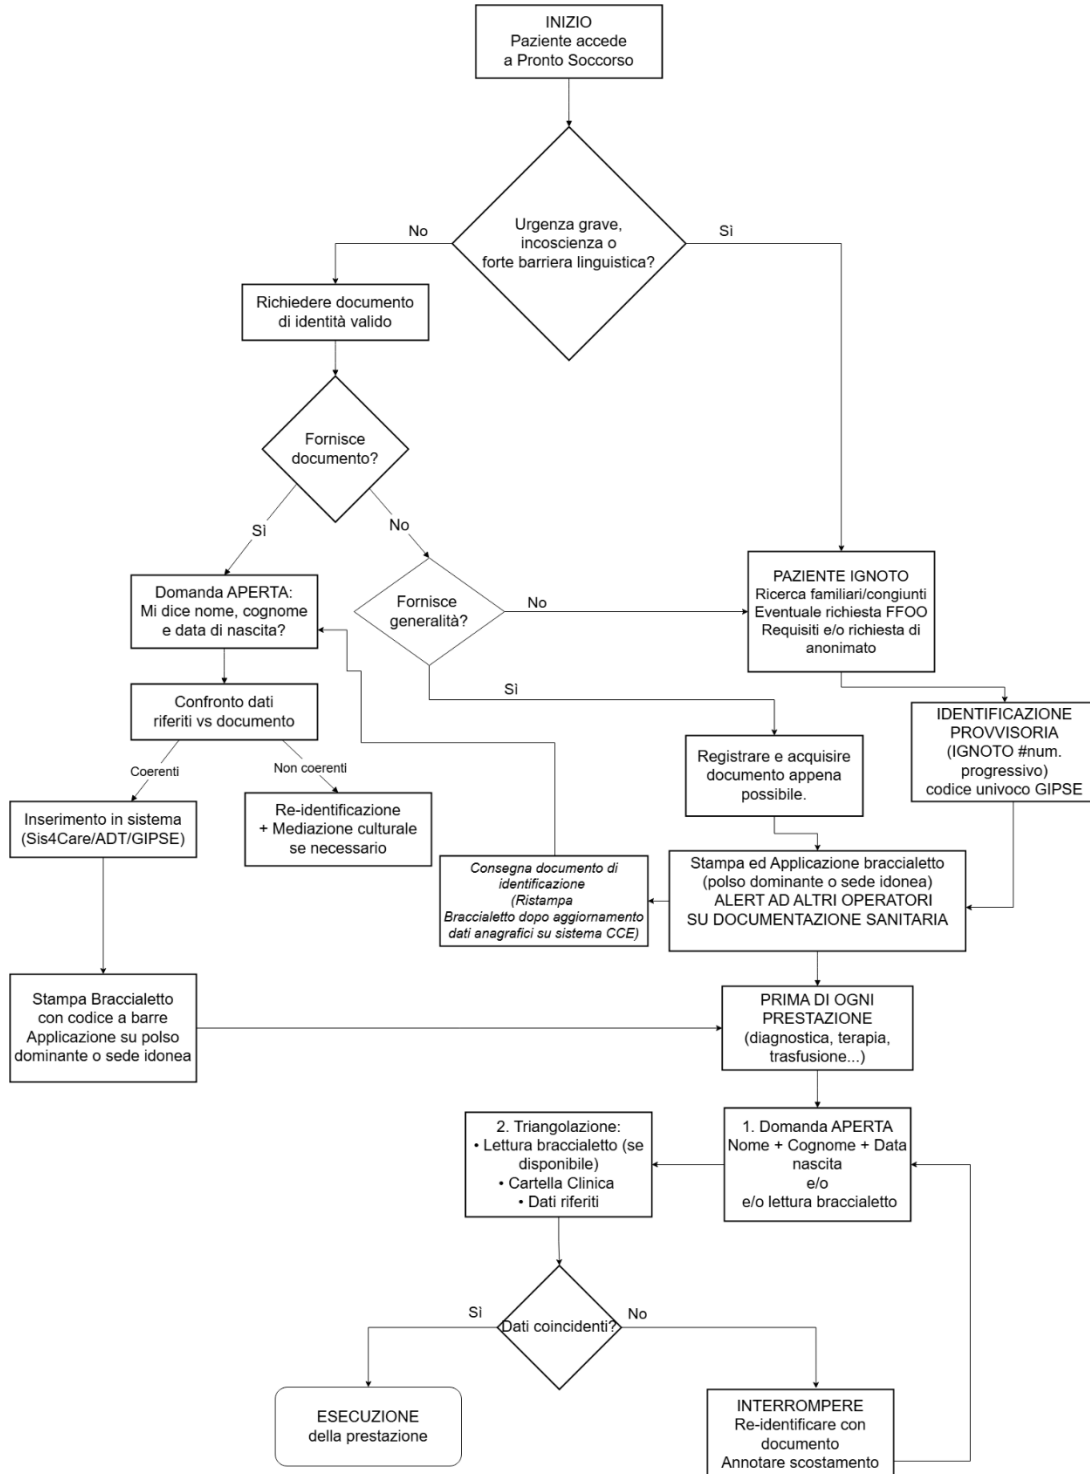 INIZIO
Paziente accede
a Pronto Soccorso
Urgenza grave,
incoscienza o
forte barriera linguistica?
No
Sì
Richiedere documento
di identità valido
Fornisce
documento?
Sì
No
Domanda APERTA:
Mi dice nome, cognome
e data di nascita?
Fornisce
generalità?
No
Sì
PAZIENTE IGNOTO
Ricerca familiari/congiunti
Eventuale richiesta FFOO
Requisiti e/o richiesta di
anonimato
Confronto dati
riferiti vs documento
Coerenti
Non coerenti
IDENTIFICAZIONE
PROVVISORIA
(IGNOTO #num.
progressivo)
codice univoco GIPSE
Registrare e acquisire
documento appena
possibile.
Inserimento in sistema
(Sis4Care/ADT/GIPSE)
Re-identificazione
+ Mediazione culturale
se necessario
Consegna documento di
identificazione
(Ristampa
Braccialetto dopo aggiornamento
dati anagrafici su sistema CCE)
Stampa ed Applicazione braccialetto
(polso dominante o sede idonea)
ALERT AD ALTRI OPERATORI
SU DOCUMENTAZIONE SANITARIA
Stampa Braccialetto
con codice a barre
Applicazione su polso
dominante o sede idonea
PRIMA DI OGNI
PRESTAZIONE
(diagnostica, terapia,
trasfusione...)
1. Domanda APERTA
Nome + Cognome + Data
nascita
e/o
e/o lettura braccialetto
2. Triangolazione:
• Lettura braccialetto (se
disponibile)
• Cartella Clinica
• Dati riferiti
Dati coincidenti?
Sì
No
ESECUZIONE
della prestazione
INTERROMPERE
Re-identificare con
documento
Annotare scostamento